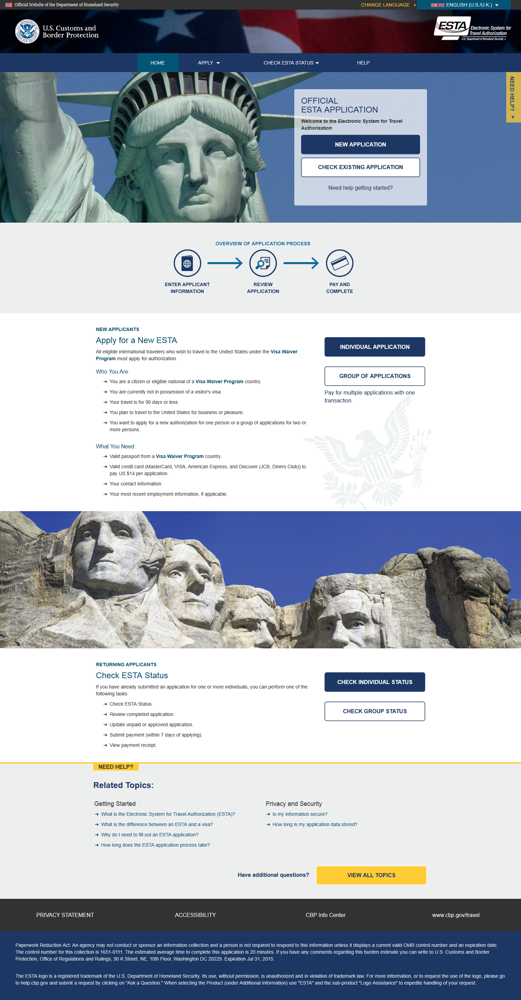 Official Website of the Department of Homeland Security
CHANGE LANGUAGE
ENGLISH (U.S./U.K.)
U.S. Customs and
Border Protection
ESTA
Electronic System for
Travel Authorization
U.S. Department of Homeland Security
HOME
APPLY
CHECK ESTA STATUS
HELP
NEED HELP?
OFFICIAL
ESTA APPLICATION
Welcome to the Electronic System for Travel
Authorization
NEW APPLICATION
CHECK EXISTING APPLICATION
Need help getting started?
OVERVIEW OF APPLICATION PROCESS
ENTER APPLICANT
INFORMATION
REVIEW
APPLICATION
PAY AND
COMPLETE
NEW APPLICANTS
Apply for a New ESTA
All eligible international travelers who wish to travel to the United States under the Visa Waiver
Program must apply for authorization.
Who You Are:
You are a citizen or eligible national of a Visa Waiver Program country.
You are currently not in possession of a visitor's visa.
Your travel is for 90 days or less.
You plan to travel to the United States for business or pleasure.
You want to apply for a new authorization for one person or a group of applications for two or
more persons.
What You Need:
Valid passport from a Visa Waiver Program country.
Valid credit card (MasterCard, VISA, American Express, and Discover (JCB, Diners Club)) to
pay US $14 per application.
Your contact information.
Your most recent employment information, if applicable.
INDIVIDUAL APPLICATION
GROUP OF APPLICATIONS
Pay for multiple applications with one
transaction.
RETURNING APPLICANTS
Check ESTA Status
If you have already submitted an application for one or more individuals, you can perform one of the
following tasks:
Check ESTA Status.
Review completed application.
Update unpaid or approved application.
Submit payment (within 7 days of applying).
View payment receipt.
CHECK INDIVIDUAL STATUS
CHECK GROUP STATUS
NEED HELP?
Related Topics:
Getting Started
What is the Electronic System for Travel Authorization (ESTA)?
What is the difference between an ESTA and a visa?
Why do I need to fill out an ESTA application?
How long does the ESTA application process take?
Privacy and Security
Is my information secure?
How long is my application data stored?
Have additional questions?
VIEW ALL TOPICS
PRIVACY STATEMENT
ACCESSIBILITY
CBP Info Center
www.cbp.gov/travel
Paperwork Reduction Act: An agency may not conduct or sponsor an information collection and a person is not required to respond to this information unless it displays a current valid OMB control number and an expiration date.
The control number for this collection is 1651-0111. The estimated average time to complete this application is 20 minutes. If you have any comments regarding this burden estimate you can write to U.S. Customs and Border
Protection, Office of Regulations and Rulings, 90 K Street, NE, 10th Floor, Washington DC 20229. Expiration Jul 31, 2015.
The ESTA logo is a registered trademark of the U.S. Department of Homeland Security. Its use, without permission, is unauthorized and in violation of trademark law. For more information, or to request the use of the logo, please go
to help.cbp.gov and submit a request by clicking on "Ask a Question." When selecting the Product (under Additional Information) use "ESTA" and the sub-product "Logo Assistance" to expedite handling of your request.